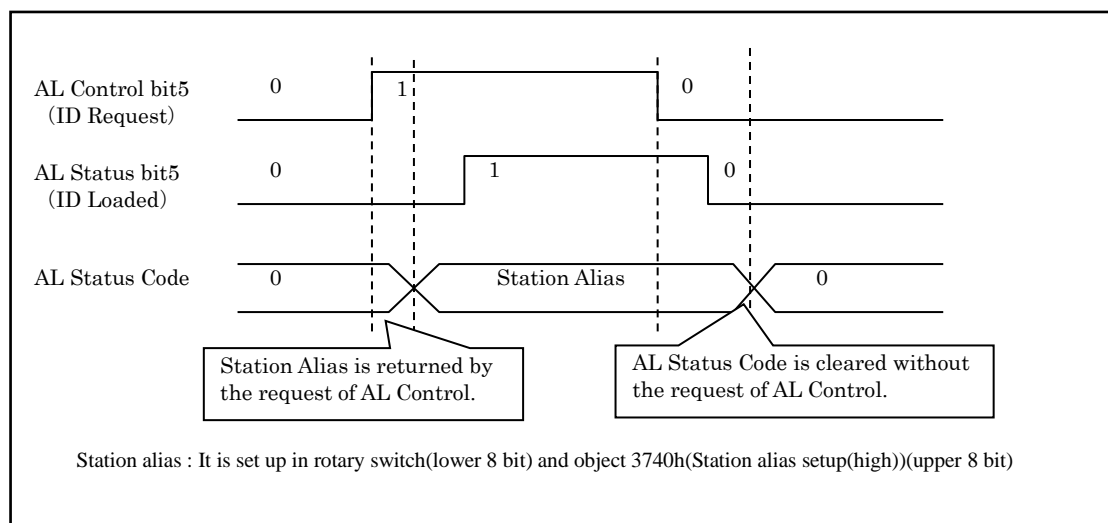 AL Control bit5
（ID Request）
0
1
0
AL Status bit5
（ID Loaded）
0
1
0
AL Status Code
0
Station Alias
0
Station Alias is returned by
the request of AL Control.
AL Status Code is cleared without
the request of AL Control.
Station alias : It is set up in rotary switch(lower 8 bit) and object 3740h(Station alias setup(high))(upper 8 bit)